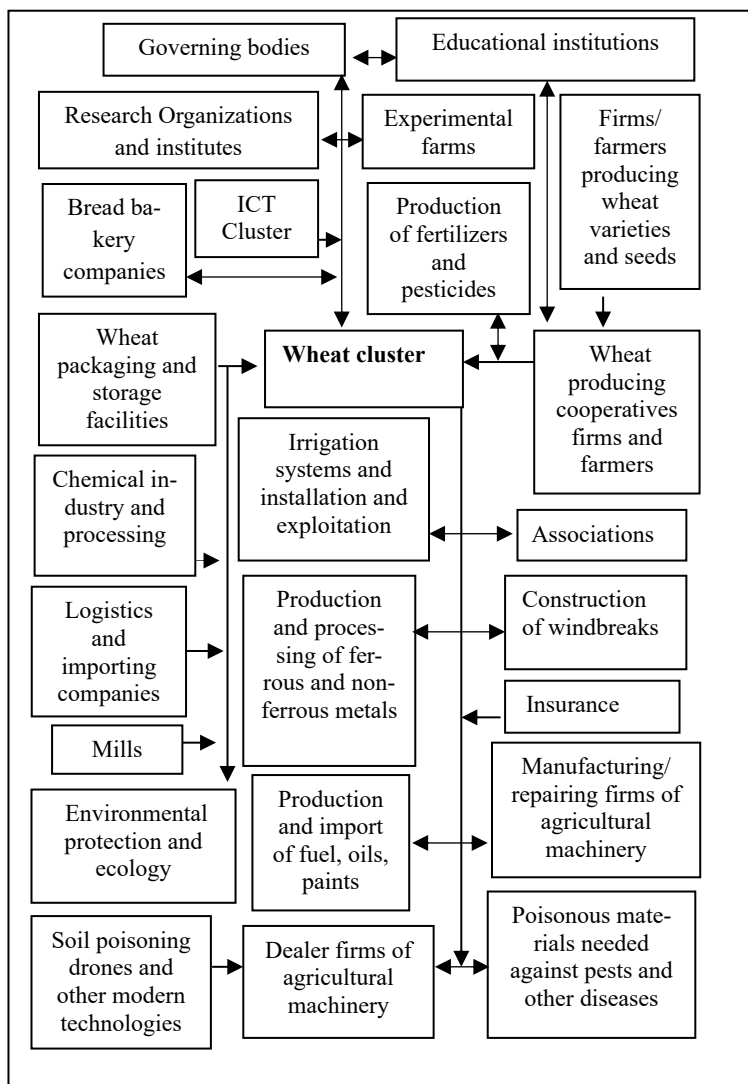 Governing bodies
Educational institutions
Research Organizations
and institutes
Experimental
farms
Firms/
farmers
producing
wheat
varieties
and seeds
Bread ba-
kery
companies
ICT
Cluster
Production
of fertilizers
and
pesticides
Wheat
packaging and
storage
facilities
Wheat cluster
Wheat
producing
cooperatives
firms and
farmers
Chemical in-
dustry and
processing
Irrigation
systems and
installation and
exploitation
Associations
Logistics
and
importing
companies
Production
and proces-
sing of fer-
rous and non-
ferrous metals
Construction
of windbreaks
Insurance
Mills
Environmental
protection and
ecology
Production
and import
of fuel, oils,
paints
Manufacturing/
repairing firms of
agricultural
machinery
Soil poisoning
drones and
other modern
technologies
Dealer firms of
agricultural
machinery
Poisonous mate-
rials needed
against pests and
other diseases